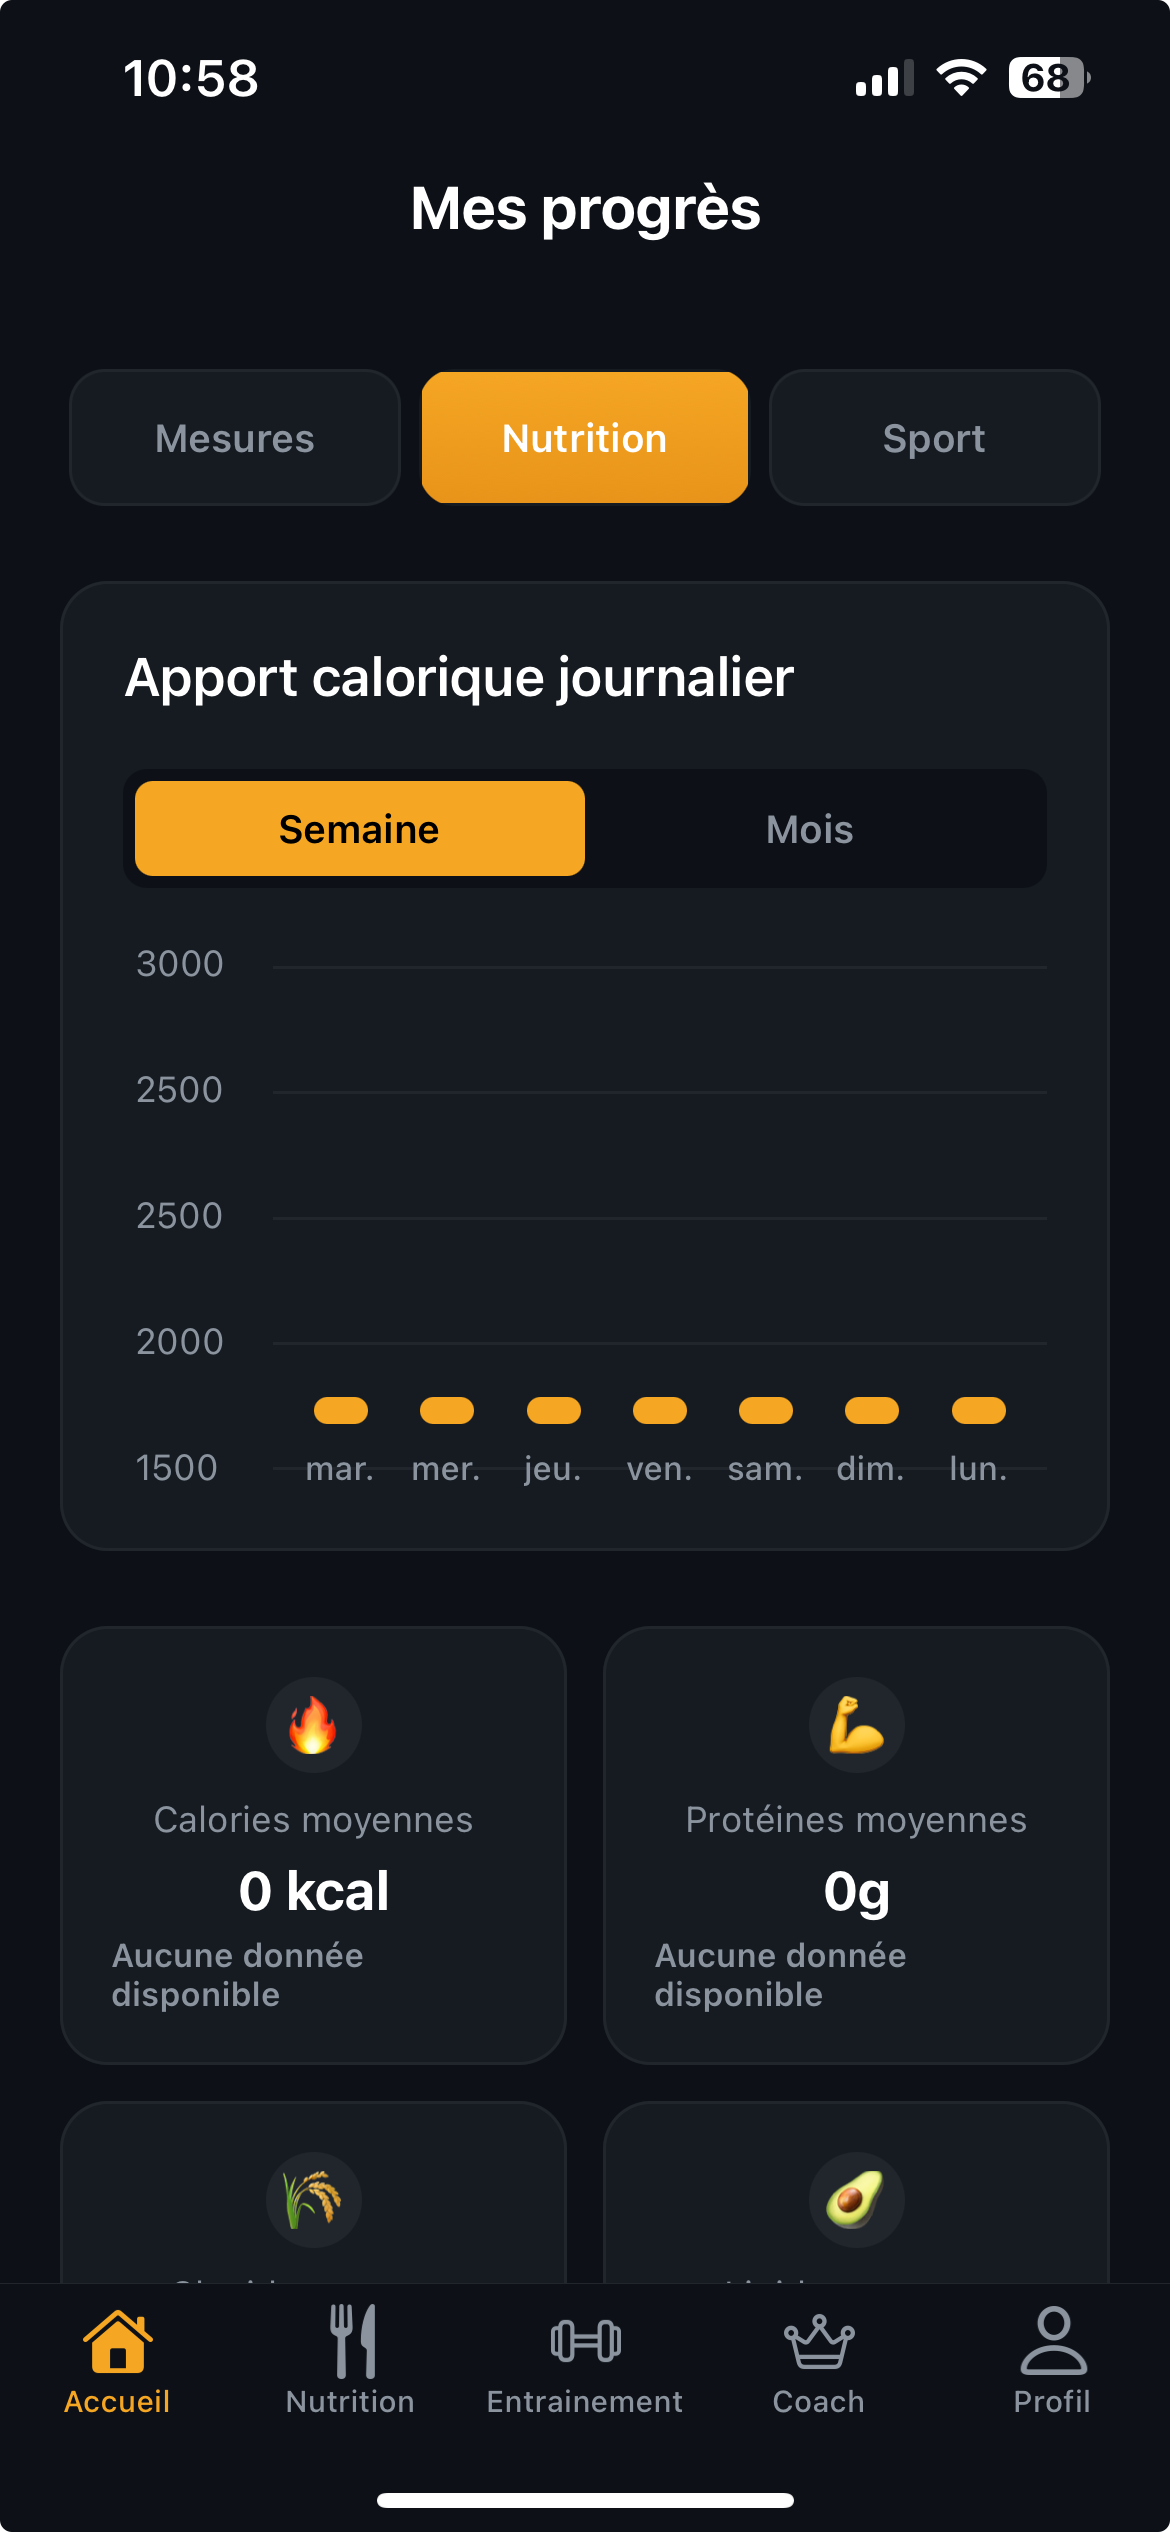 10:58
68
Mes progrès
Mesures
Nutrition
Sport
Apport calorique journalier
Semaine
Mois
3000
2500
2500
2000
1500
mar.
mer.
jeu.
ven.
sam.
dim.
lun.
Calories moyennes
0 kcal
Aucune donnée
disponible
Protéines moyennes
0g
Aucune donnée
disponible
Accueil
Nutrition
Entrainement
Coach
Profil